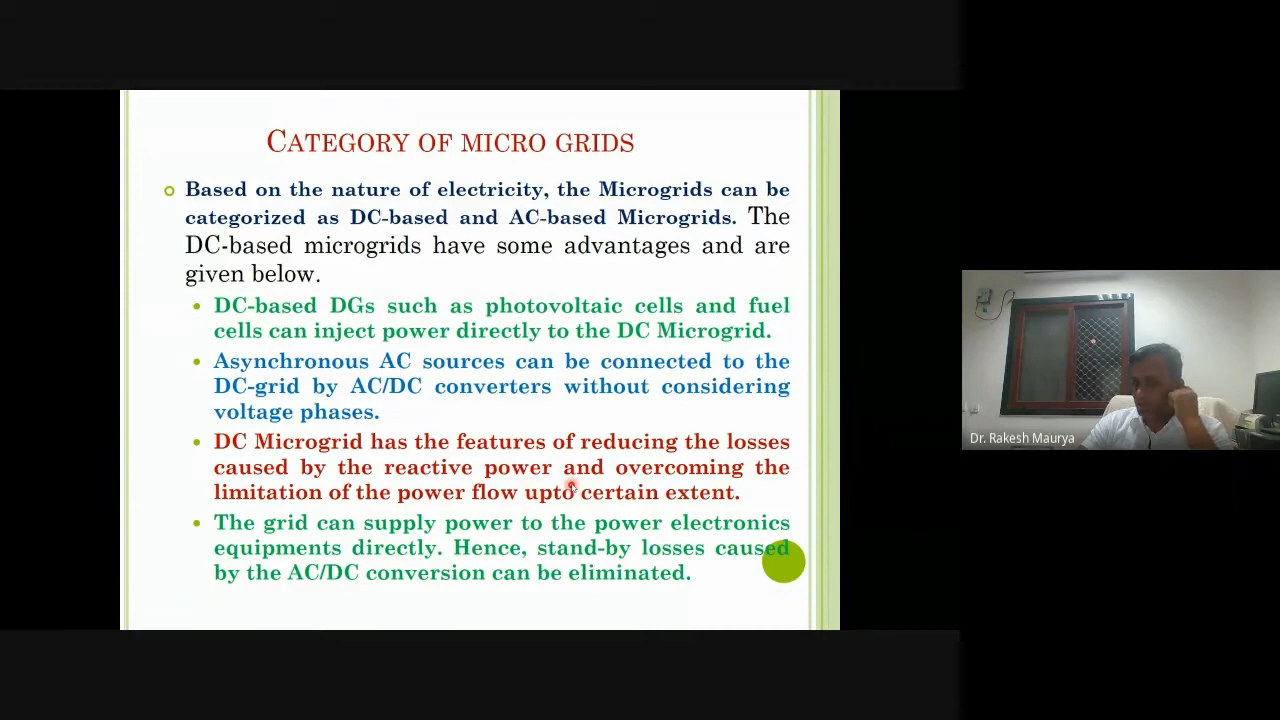 CATEGORY OF MICRO GRIDS
Based on the nature of electricity, the Microgrids can be
categorized as DC-based and AC-based Microgrids. The
DC-based microgrids have some advantages and are
given below.
DC-based DGs such as photovoltaic cells and fuel
cells can inject power directly to the DC Microgrid.
Asynchronous AC sources can be connected to the
DC-grid by AC/DC converters without considering
voltage phases.
DC Microgrid has the features of reducing the losses
caused by the reactive power and overcoming the
limitation of the power flow upto certain extent.
The grid can supply power to the power electronics
equipments directly. Hence, stand-by losses caused
by the AC/DC conversion can be eliminated.
Dr. Rakesh Maurya